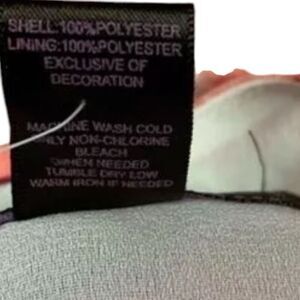 SHELL:100%POLYESTER
LINING:100%POLYESTER
EXCLUSIVE OF
DECORATION
MACHINE WASH COLD
ONLY NON-CHLORINE
BLEACH
WHEN NEEDED
TUMBLE DRY LOW
WARM IRON IF NEEDED